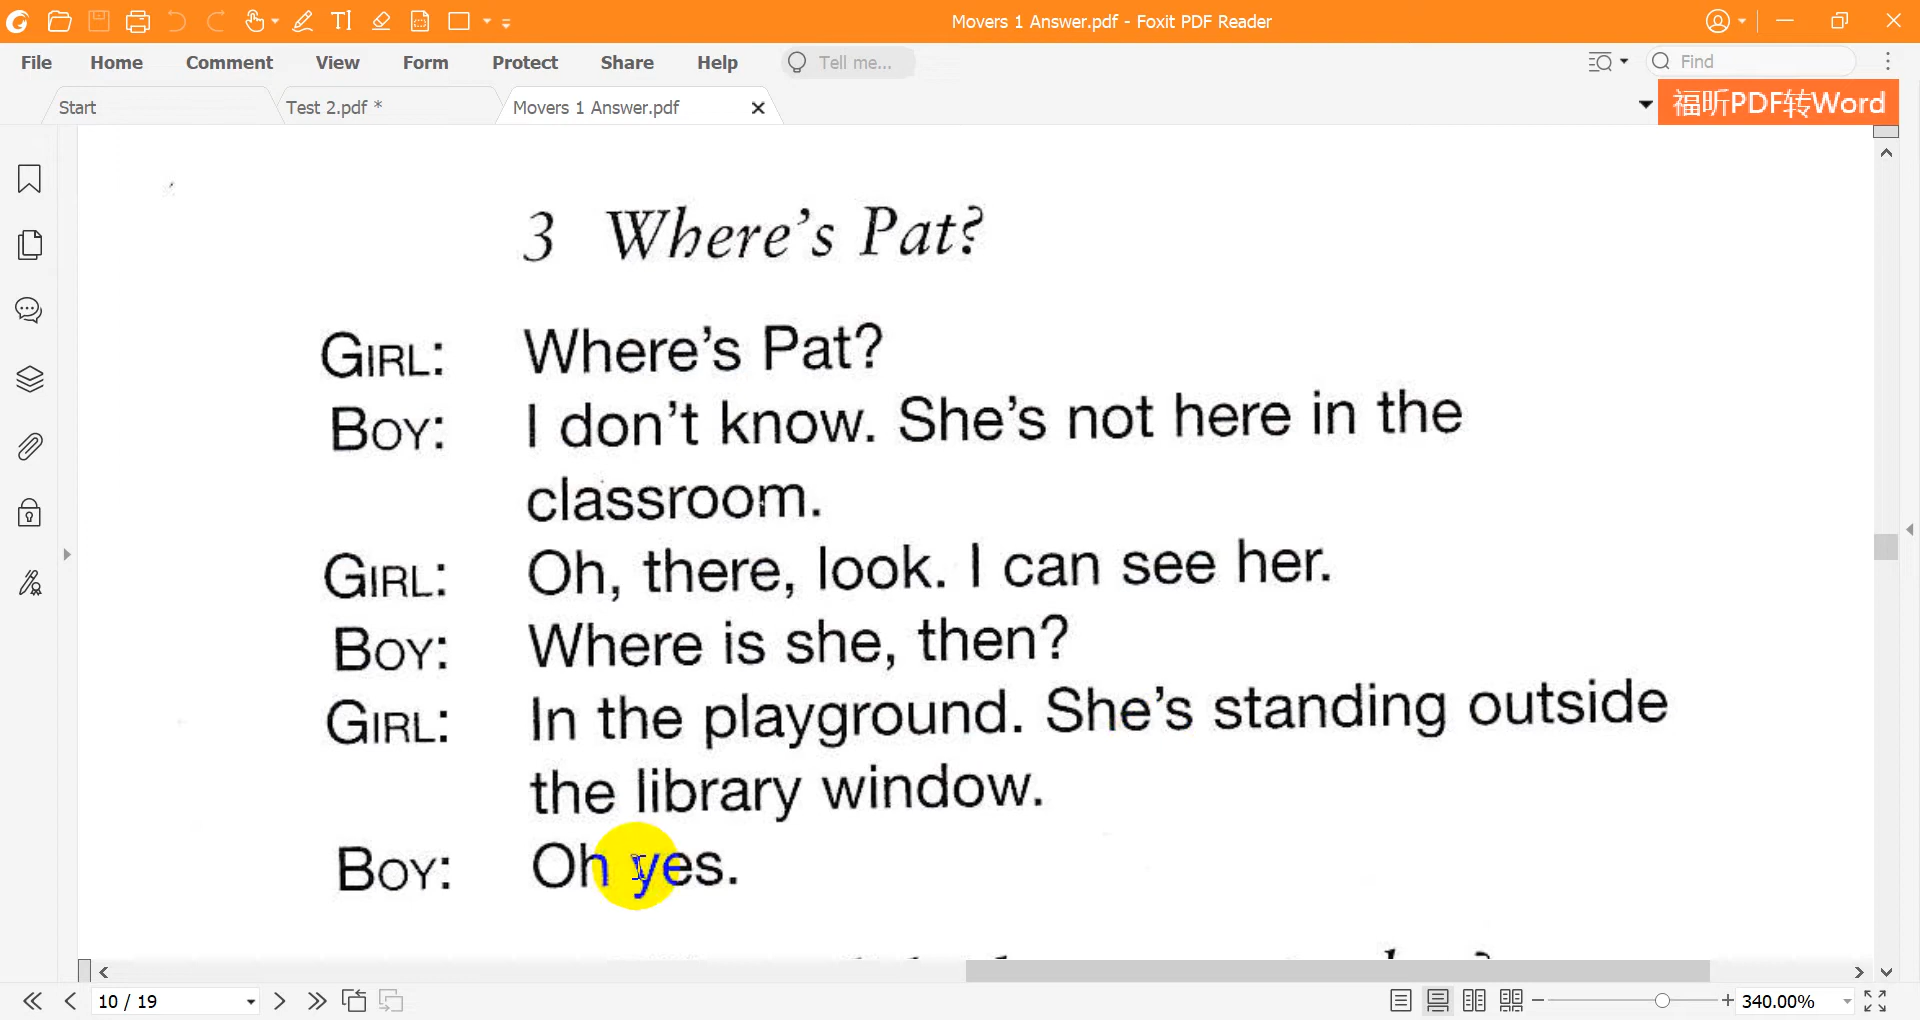 Movers 1 Answer.pdf - Foxit PDF Reader
File Home Comment View Form Protect Share Help Tell me... Find
Start Test 2.pdf * Movers 1 Answer.pdf 福昕PDF转Word
3 Where's Pat?
GIRL: Where's Pat?
BOY: I don't know. She's not here in the
classroom.
GIRL: Oh, there, look. I can see her.
BOY: Where is she, then?
GIRL: In the playground. She's standing outside
the library window.
BOY: Oh yes.
10 / 19 340.00%